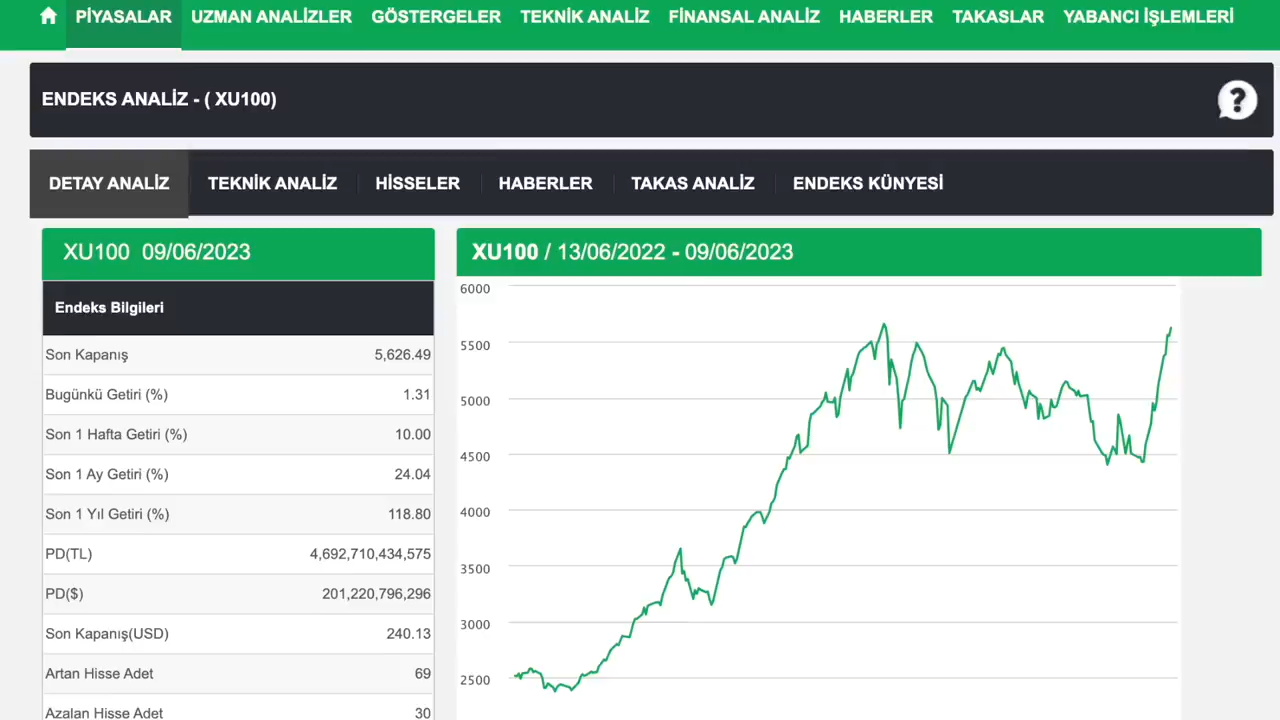 PİYASALAR UZMAN ANALİZLER GÖSTERGELER TEKNİK ANALİZ FİNANSAL ANALİZ HABERLER TAKASLAR YABANCI İŞLEMLERİ
ENDEKS ANALİZ - ( XU100)
?
DETAY ANALİZ TEKNİK ANALİZ HİSSELER HABERLER TAKAS ANALİZ ENDEKS KÜNYESİ
XU100 09/06/2023
Endeks Bilgileri
Son Kapanış 5,626.49
Bugünkü Getiri (%) 1.31
Son 1 Hafta Getiri (%) 10.00
Son 1 Ay Getiri (%) 24.04
Son 1 Yıl Getiri (%) 118.80
PD(TL) 4,692,710,434,575
PD($) 201,220,796,296
Son Kapanış(USD) 240.13
Artan Hisse Adet 69
Azalan Hisse Adet 30
XU100 / 13/06/2022 - 09/06/2023
6000
5500
5000
4500
4000
3500
3000
2500